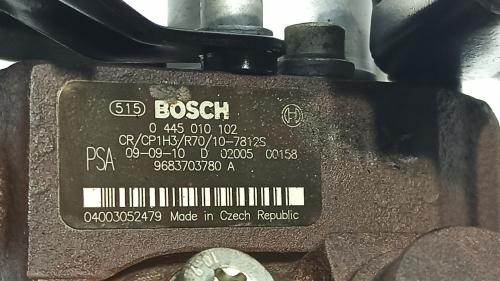 515 BOSCH
0 445 010 102
CR/CP1H3/R70/10-7812S
PSA 09-09-10 D 02005 00158
9683703780 A
04003052479 Made in Czech Republic